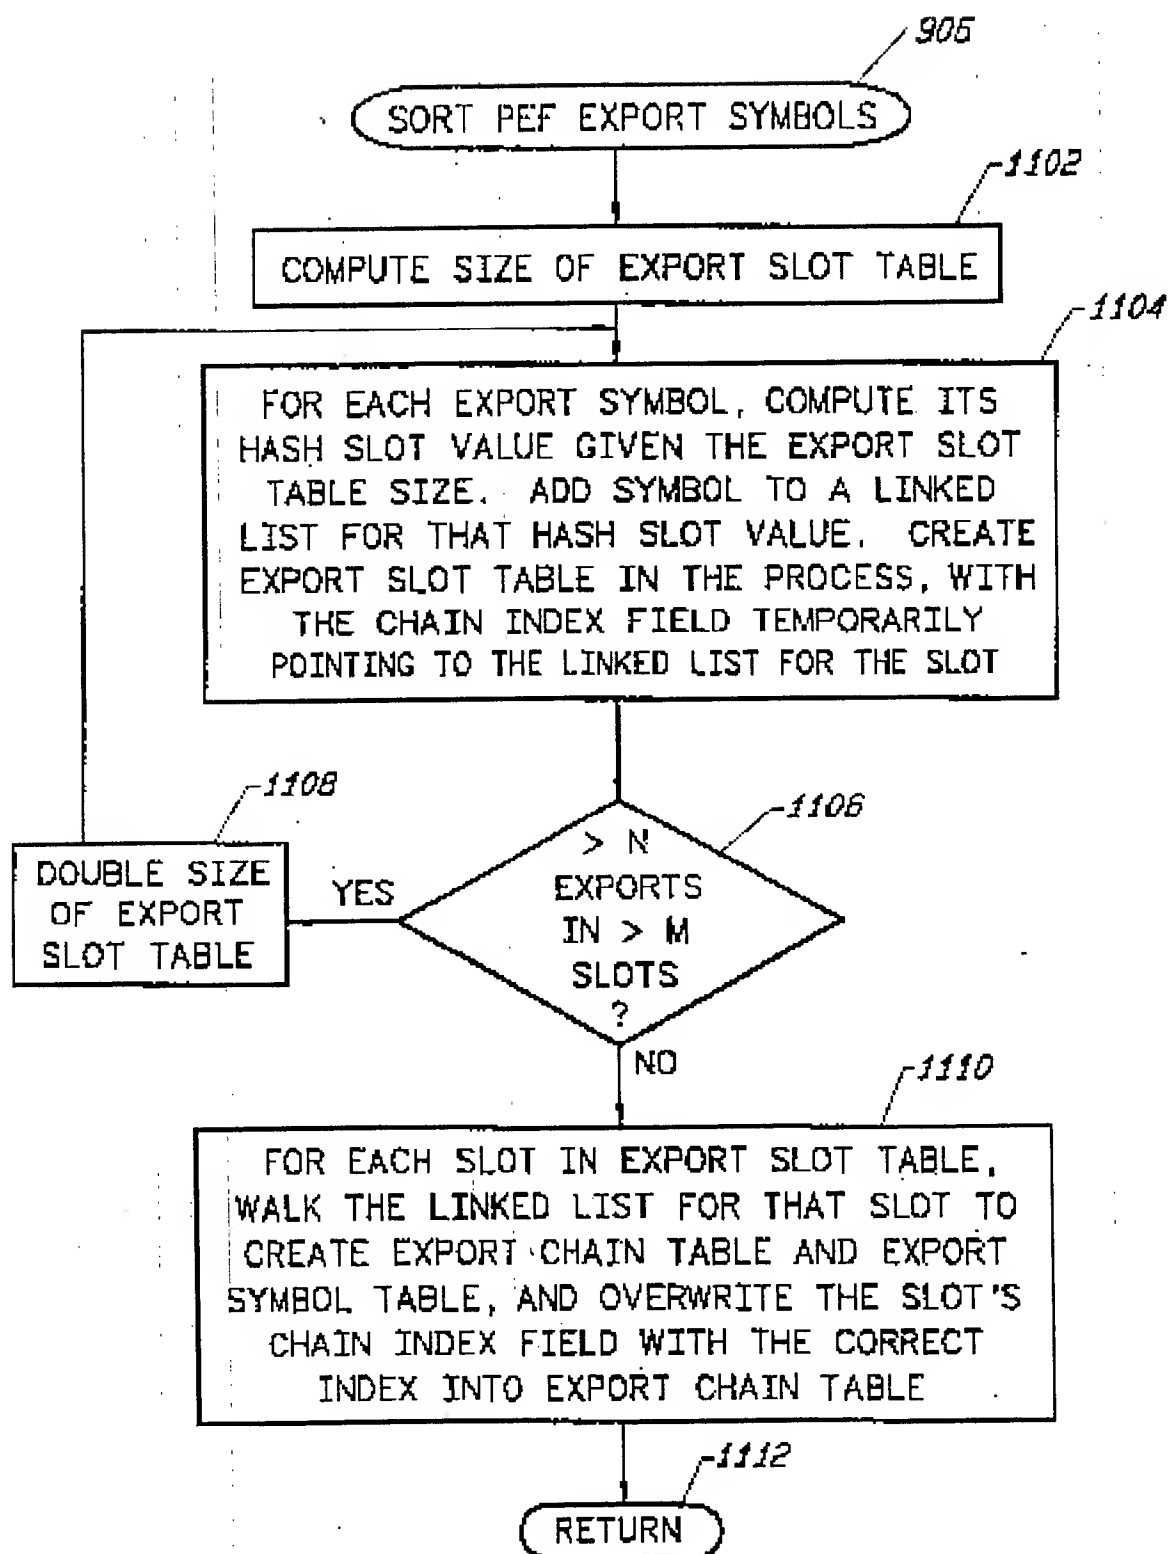 906
SORT PEF EXPORT SYMBOLS
1102
COMPUTE SIZE OF EXPORT SLOT TABLE
1104
FOR EACH EXPORT SYMBOL, COMPUTE ITS
HASH SLOT VALUE GIVEN THE EXPORT SLOT
TABLE SIZE. ADD SYMBOL TO A LINKED
LIST FOR THAT HASH SLOT VALUE. CREATE
EXPORT SLOT TABLE IN THE PROCESS, WITH
THE CHAIN INDEX FIELD TEMPORARILY
POINTING TO THE LINKED LIST FOR THE SLOT
1108
DOUBLE SIZE
OF EXPORT
SLOT TABLE
YES
1106
> N
EXPORTS
IN > M
SLOTS
?
NO
1110
FOR EACH SLOT IN EXPORT SLOT TABLE,
WALK THE LINKED LIST FOR THAT SLOT TO
CREATE EXPORT CHAIN TABLE AND EXPORT
SYMBOL TABLE, AND OVERWRITE THE SLOT'S
CHAIN INDEX FIELD WITH THE CORRECT
INDEX INTO EXPORT CHAIN TABLE
1112
RETURN